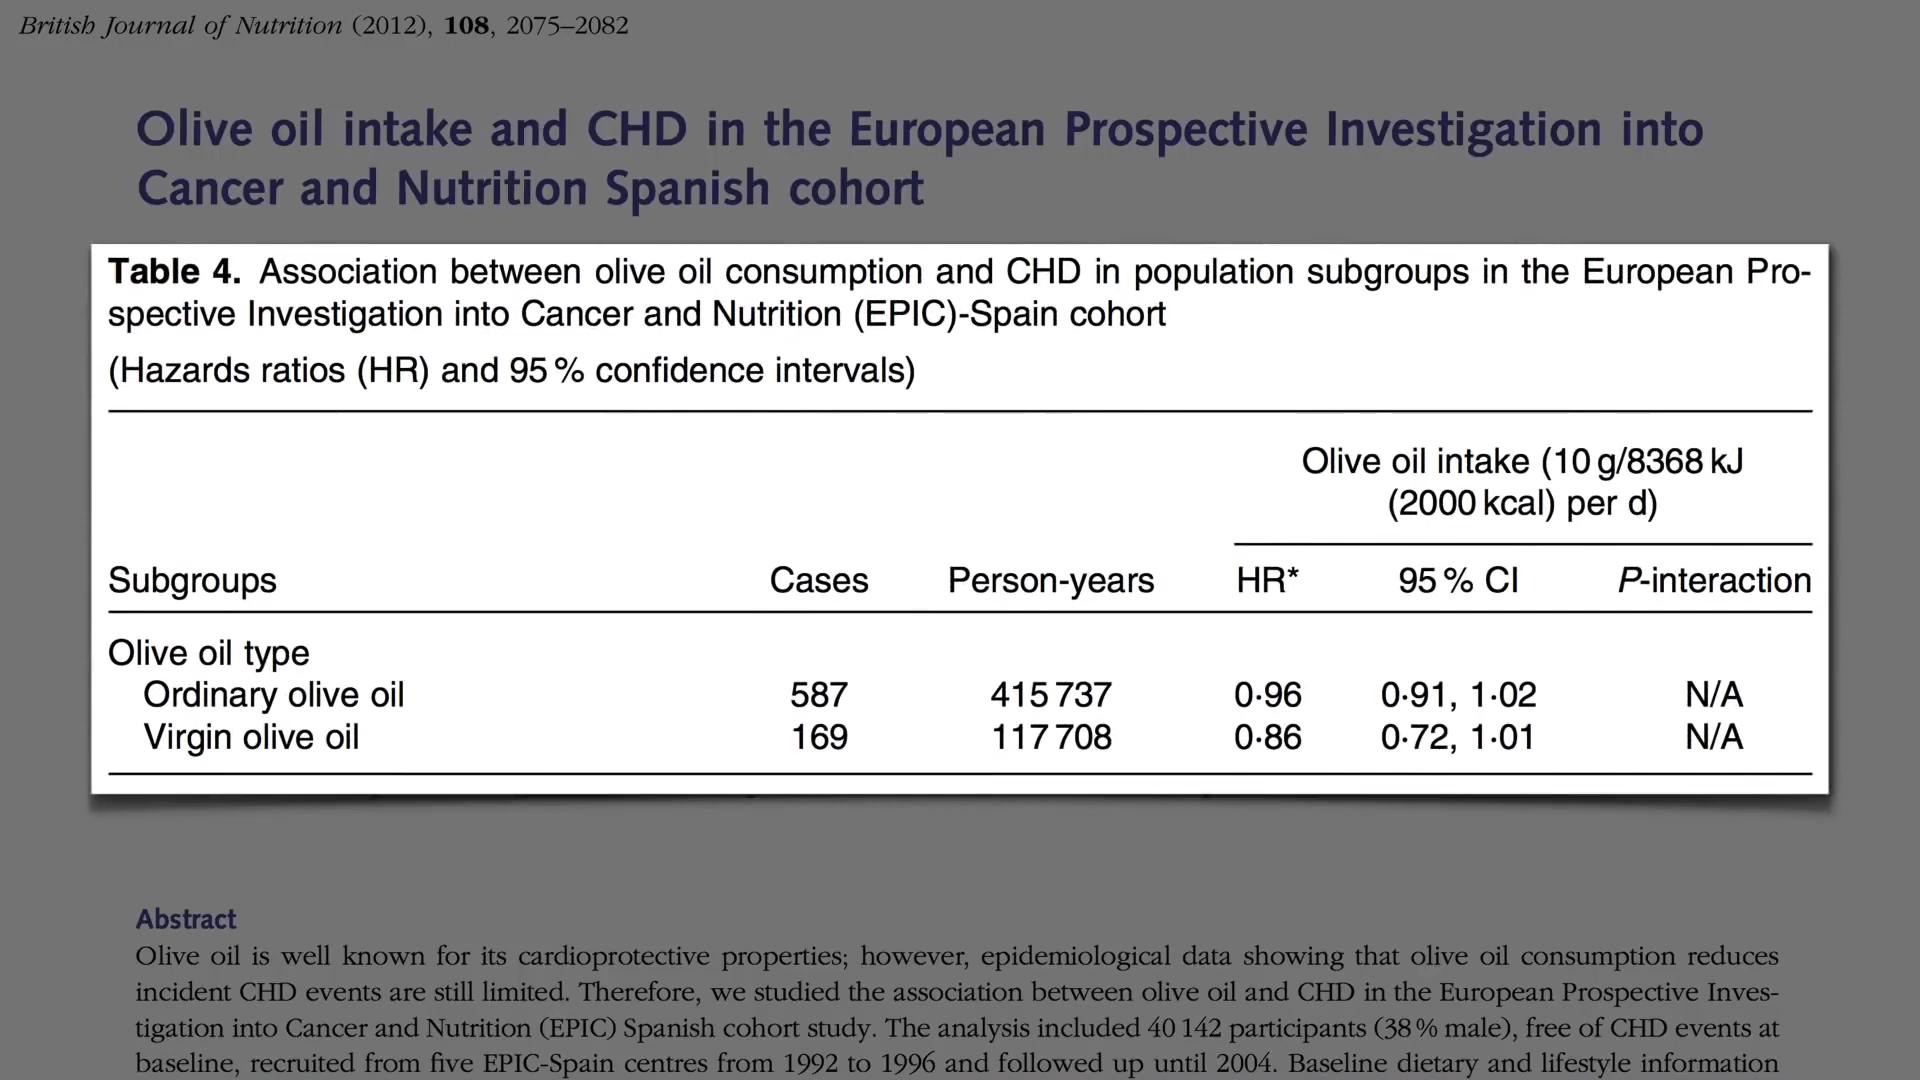 British Journal of Nutrition (2012), 108, 2075–2082
Olive oil intake and CHD in the European Prospective Investigation into
Cancer and Nutrition Spanish cohort
Table 4. Association between olive oil consumption and CHD in population subgroups in the European Pro-
spective Investigation into Cancer and Nutrition (EPIC)-Spain cohort
(Hazards ratios (HR) and 95 % confidence intervals)
Olive oil intake (10 g/8368 kJ
(2000 kcal) per d)
Subgroups Cases Person-years HR* 95 % CI P-interaction
Olive oil type
Ordinary olive oil 587 415 737 0·96 0·91, 1·02 N/A
Virgin olive oil 169 117 708 0·86 0·72, 1·01 N/A
Abstract
Olive oil is well known for its cardioprotective properties; however, epidemiological data showing that olive oil consumption reduces
incident CHD events are still limited. Therefore, we studied the association between olive oil and CHD in the European Prospective Inves-
tigation into Cancer and Nutrition (EPIC) Spanish cohort study. The analysis included 40 142 participants (38 % male), free of CHD events at
baseline, recruited from five EPIC-Spain centres from 1992 to 1996 and followed up until 2004. Baseline dietary and lifestyle information